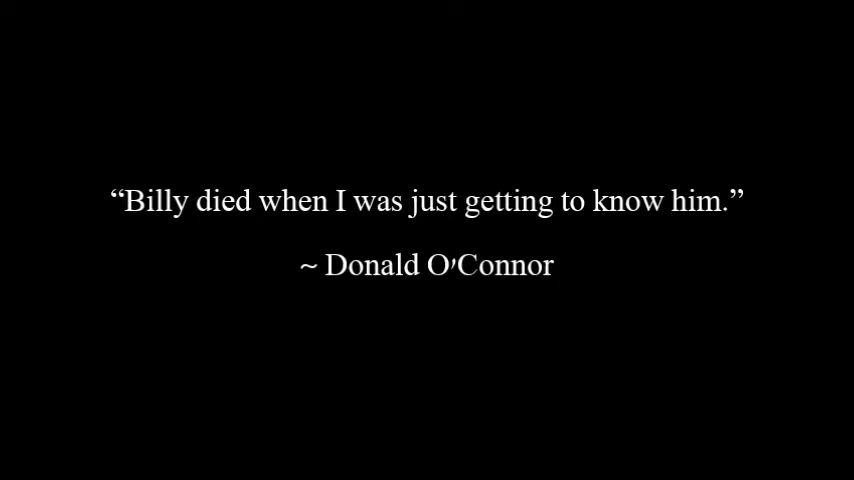 “Billy died when I was just getting to know him.”
~ Donald O'Connor